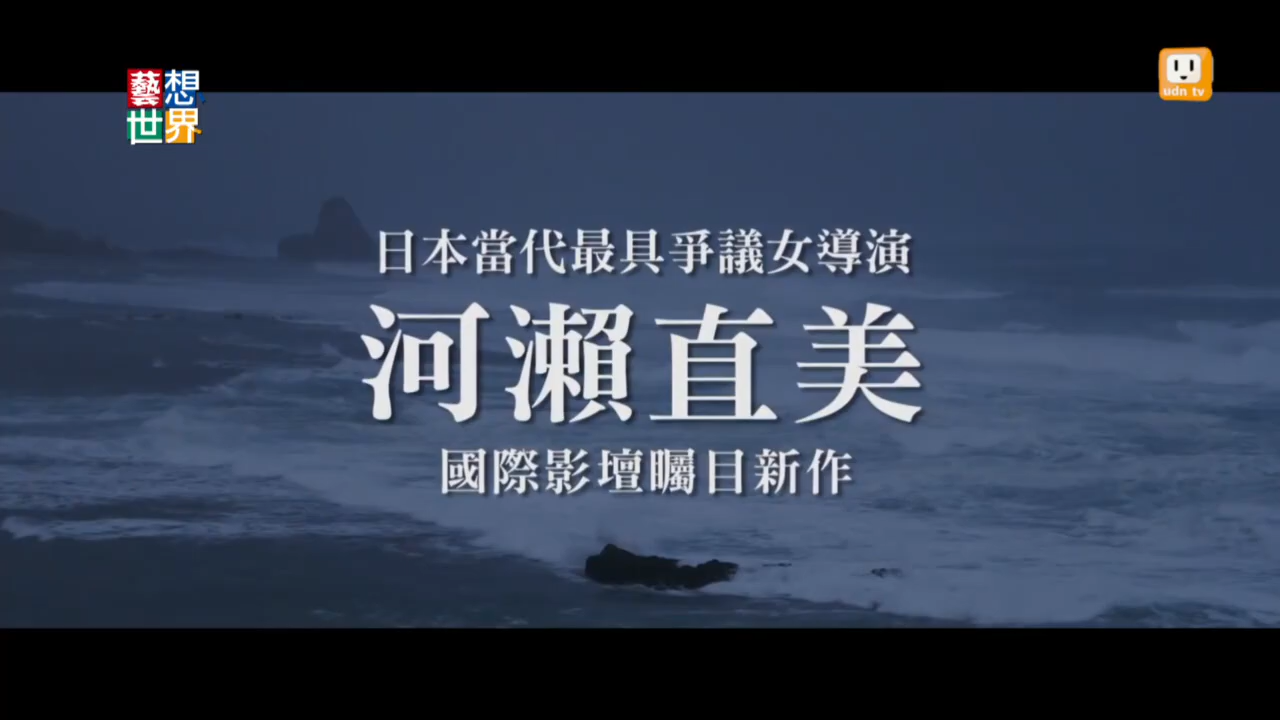 藝想
世界
udn tv
日本當代最具爭議女導演
河瀨直美
國際影壇矚目新作